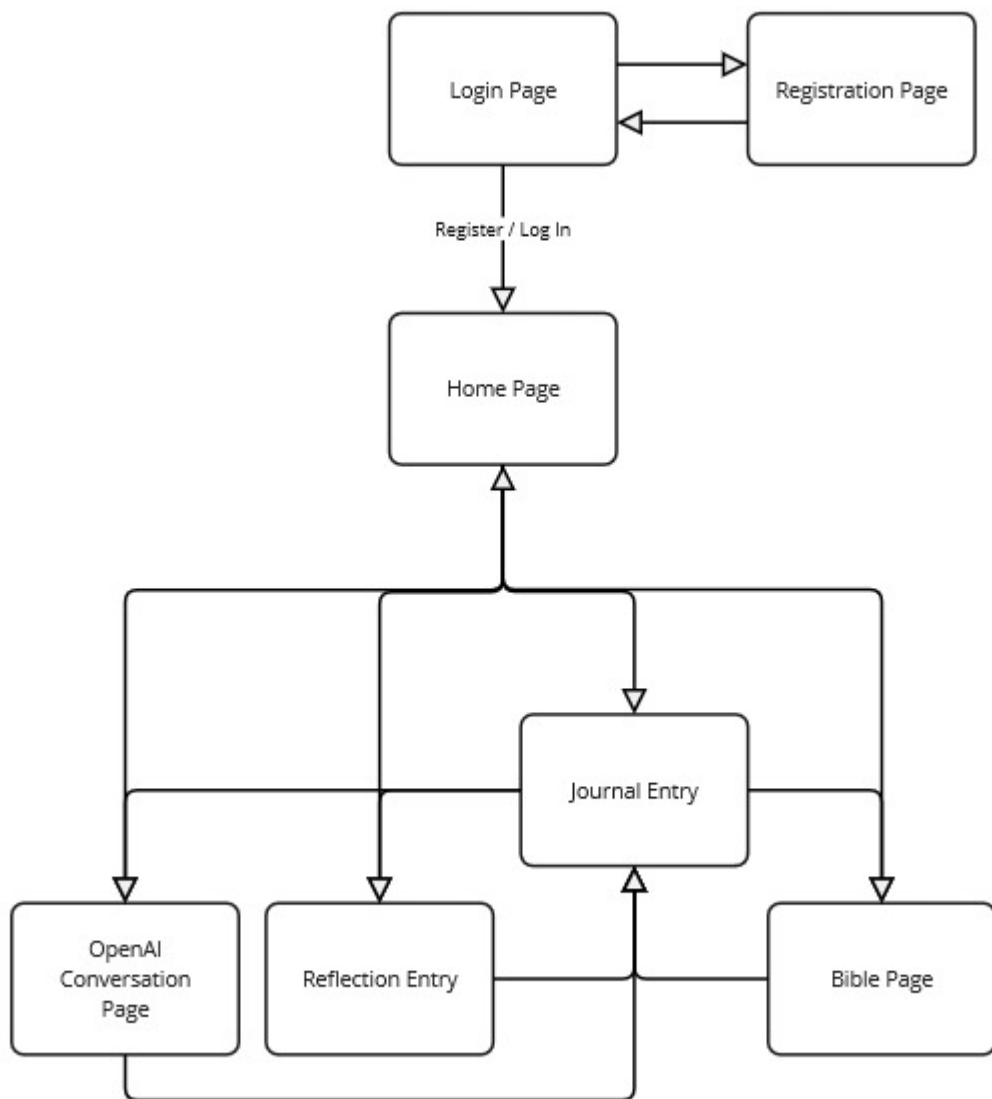 Login Page
Registration Page
Register / Log In
Home Page
Journal Entry
OpenAI
Conversation
Page
Reflection Entry
Bible Page